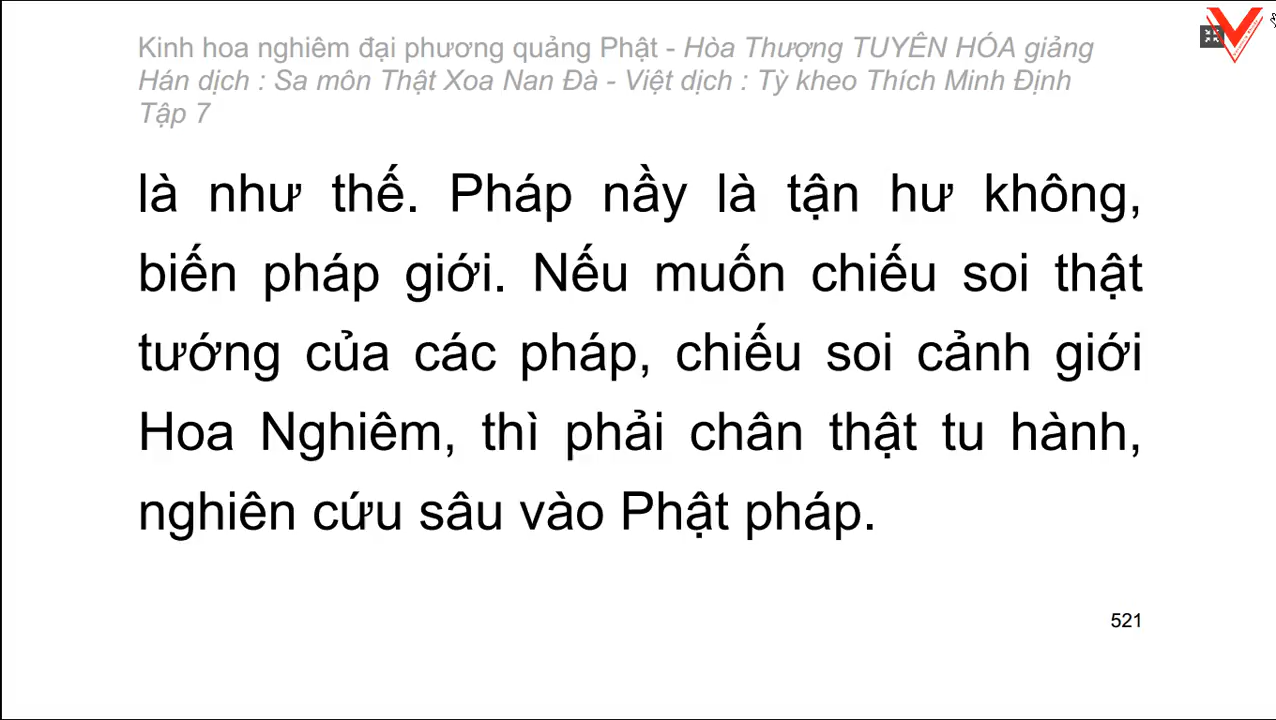 Kinh hoa nghiêm đại phương quảng Phật - Hòa Thượng TUYÊN HÓA giảng
Hán dịch : Sa môn Thật Xoa Nan Đà - Việt dịch : Tỳ kheo Thích Minh Định
Tập 7
là như thế. Pháp nầy là tận hư không,
biến pháp giới. Nếu muốn chiếu soi thật
tướng của các pháp, chiếu soi cảnh giới
Hoa Nghiêm, thì phải chân thật tu hành,
nghiên cứu sâu vào Phật pháp.
521